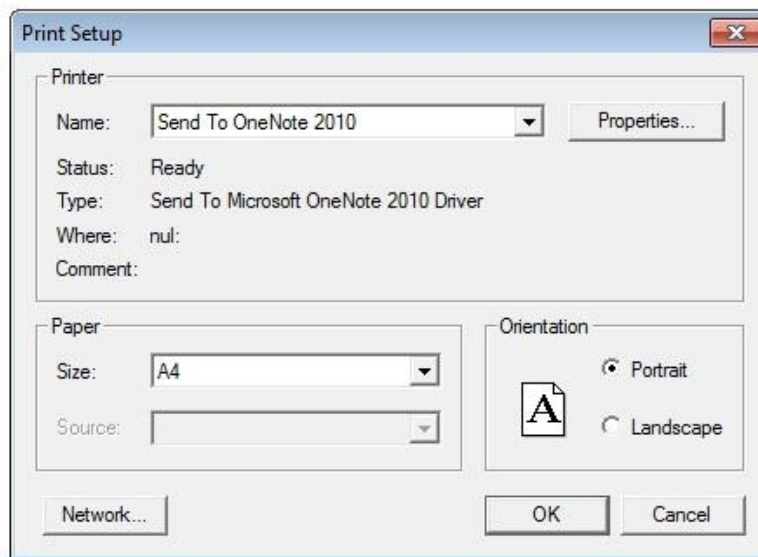 Print Setup
Printer
Name: Send To OneNote 2010 Properties...
Status: Ready
Type: Send To Microsoft OneNote 2010 Driver
Where: nul:
Comment:
Paper
Size: A4
Source:
Orientation
A
Portrait
Landscape
Network... OK Cancel